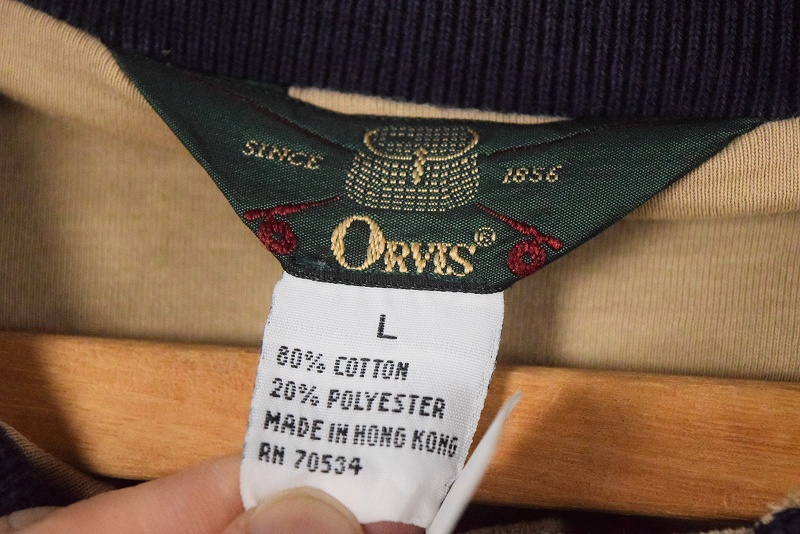 SINCE 1856
ORVIS®
L
80% COTTON
20% POLYESTER
MADE IN HONG KONG
RN 70534